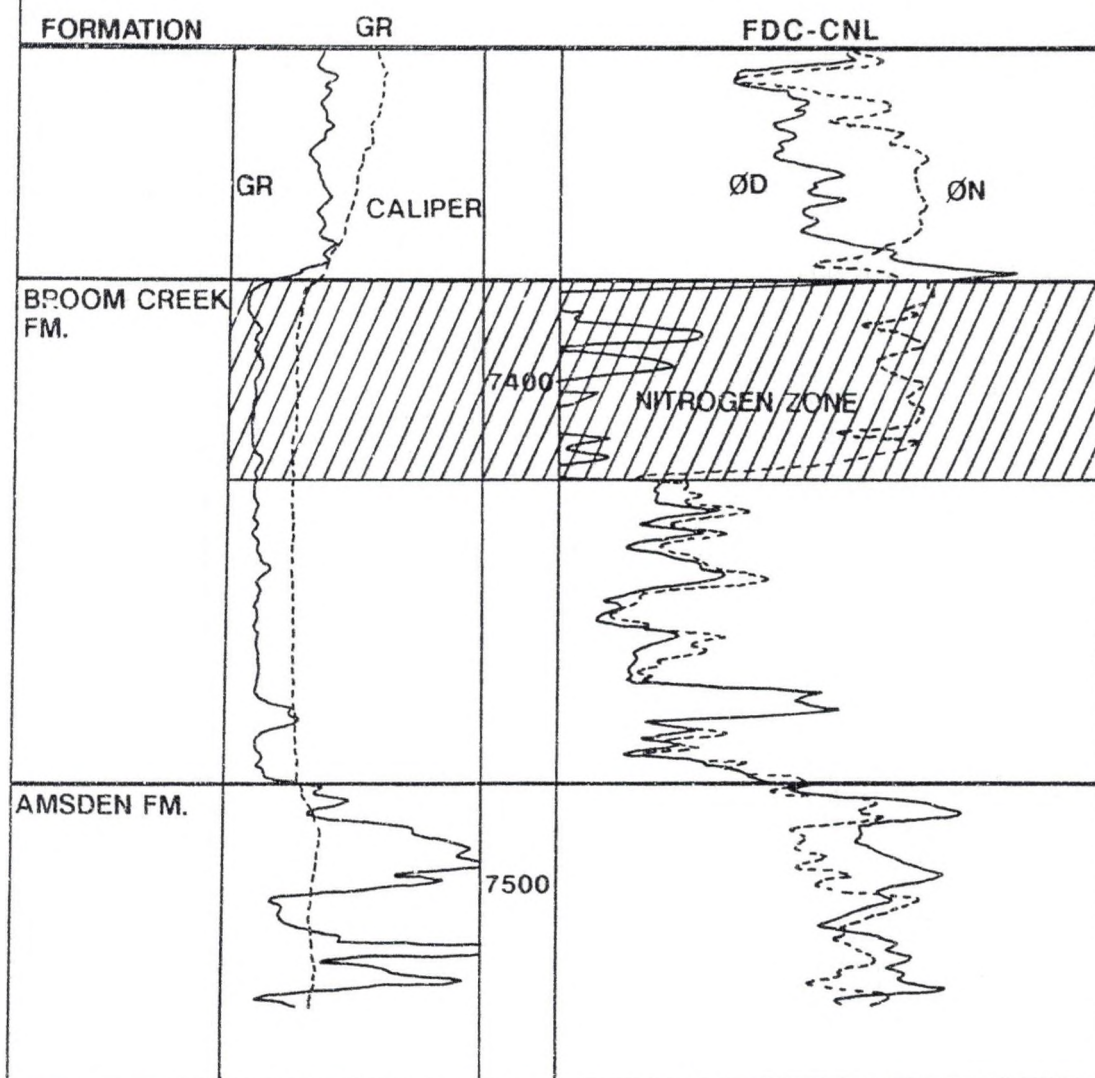 FORMATION GR FDC-CNL
GR CALIPER ØD ØN
BROOM CREEK
FM.
7400 NITROGEN ZONE
AMSDEN FM.
7500